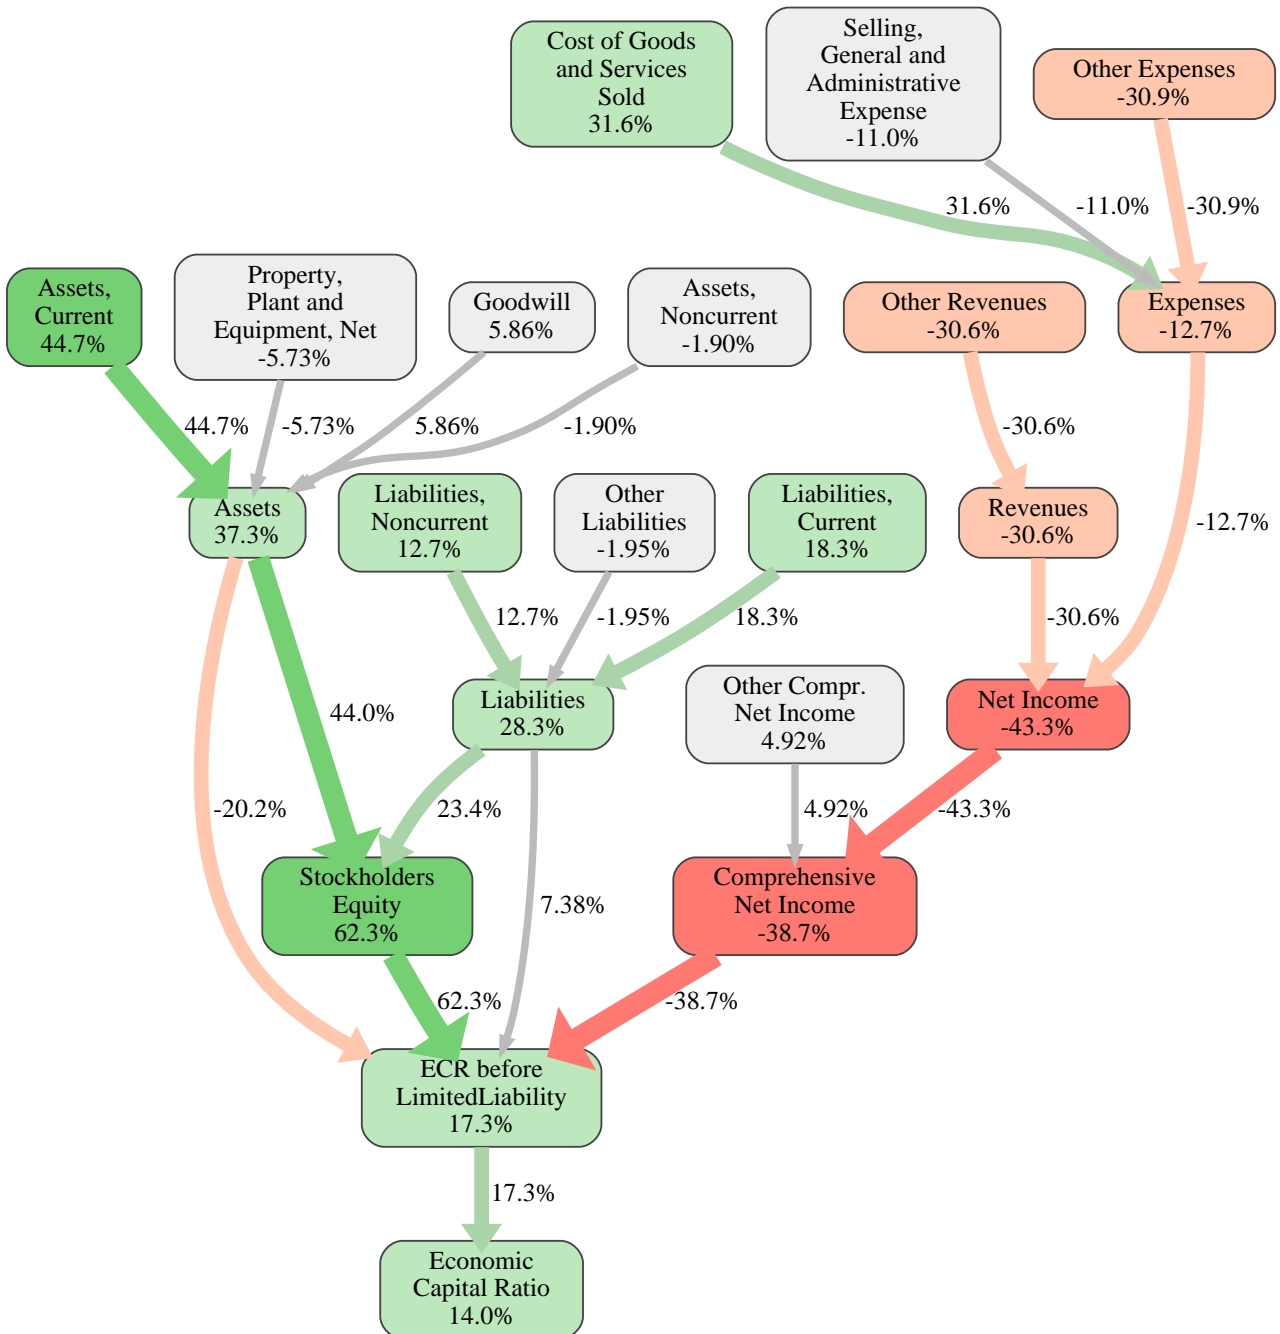 Cost of Goods
and Services
Sold
31.6%
Selling,
General and
Administrative
Expense
-11.0%
Other Expenses
-30.9%
31.6%
-11.0%
-30.9%
Assets,
Current
44.7%
Property,
Plant and
Equipment, Net
-5.73%
Goodwill
5.86%
Assets,
Noncurrent
-1.90%
Other Revenues
-30.6%
Expenses
-12.7%
44.7%
-5.73%
5.86%
-1.90%
-30.6%
Assets
37.3%
Liabilities,
Noncurrent
12.7%
Other
Liabilities
-1.95%
Liabilities,
Current
18.3%
Revenues
-30.6%
-12.7%
12.7%
-1.95%
18.3%
-30.6%
44.0%
Liabilities
28.3%
Other Compr.
Net Income
4.92%
Net Income
-43.3%
-20.2%
23.4%
4.92%
-43.3%
Stockholders
Equity
62.3%
7.38%
Comprehensive
Net Income
-38.7%
62.3%
-38.7%
ECR before
LimitedLiability
17.3%
17.3%
Economic
Capital Ratio
14.0%